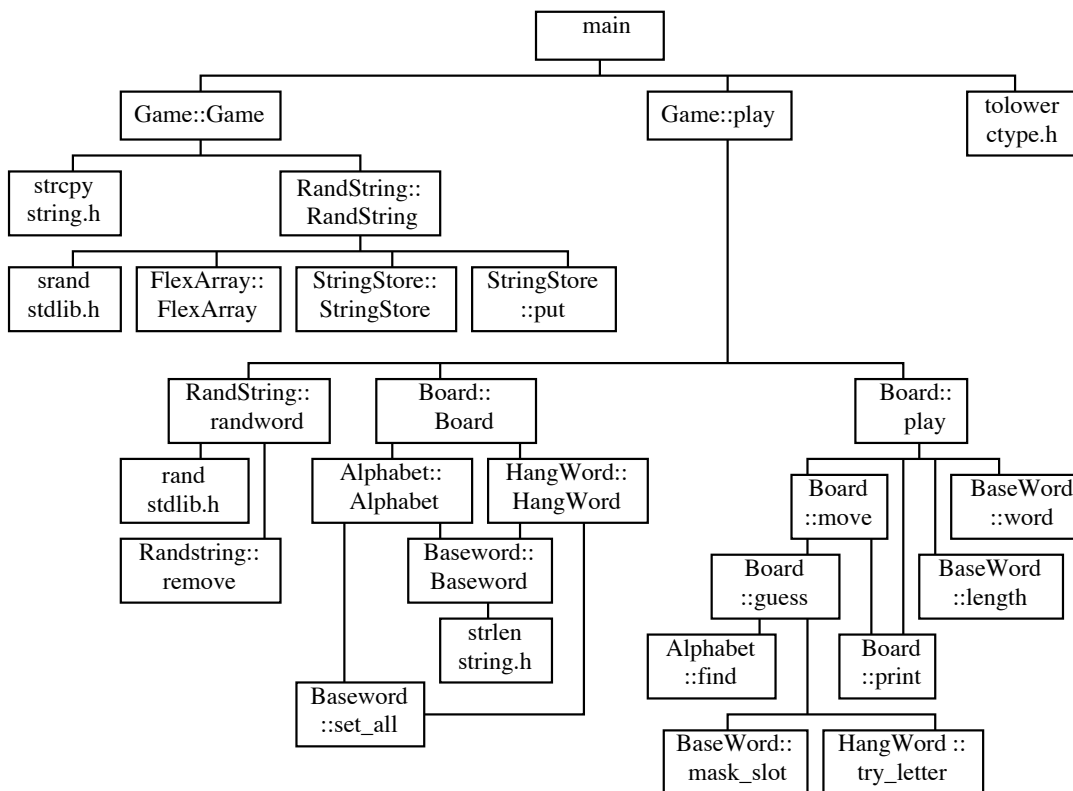 main
Game::Game
Game::play
tolower
ctype.h
strcpy
string.h
RandString::
RandString
srand
stdlib.h
FlexArray::
FlexArray
StringStore::
StringStore
StringStore
::put
RandString::
randword
Board::
Board
Board::
play
rand
stdlib.h
Alphabet::
Alphabet
HangWord::
HangWord
Board
::move
BaseWord
::word
Randstring::
remove
Baseword::
Baseword
Board
::guess
BaseWord
::length
strlen
string.h
Alphabet
::find
Board
::print
Baseword
::set_all
BaseWord::
mask_slot
HangWord ::
try_letter